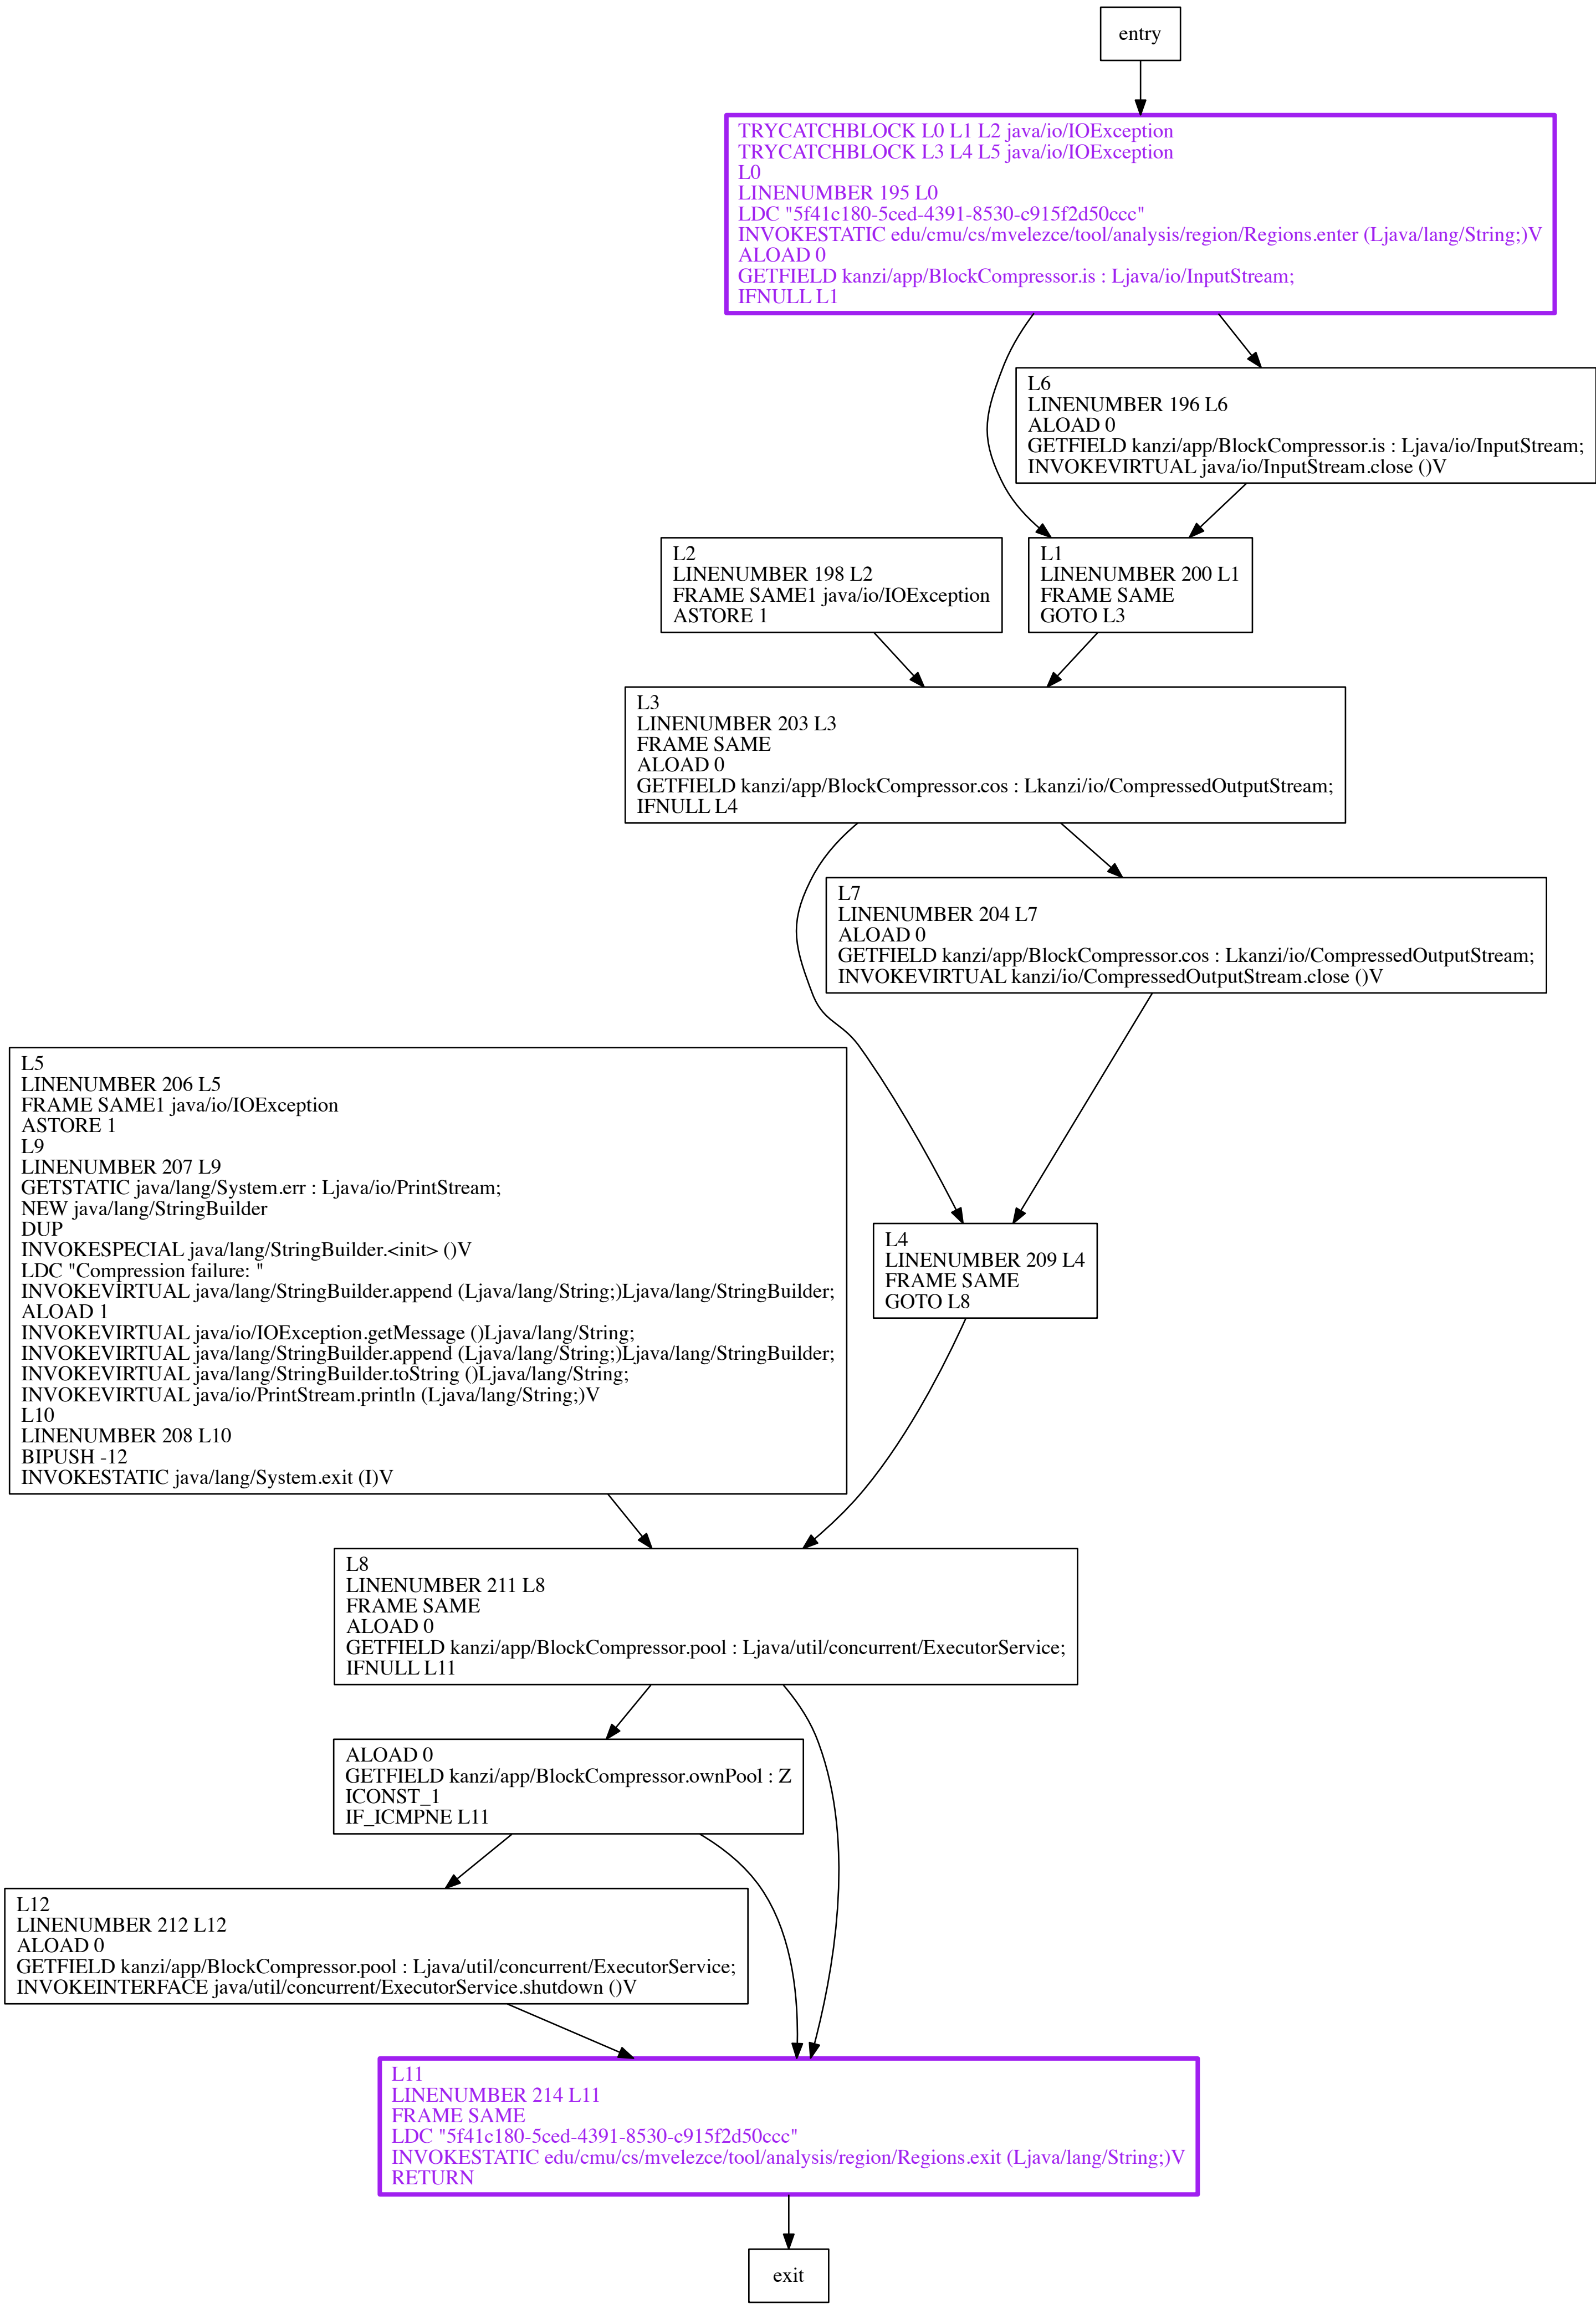 entry
TRYCATCHBLOCK L0 L1 L2 java/io/IOException
TRYCATCHBLOCK L3 L4 L5 java/io/IOException
L0
LINENUMBER 195 L0
LDC "5f41c180-5ced-4391-8530-c915f2d50ccc"
INVOKESTATIC edu/cmu/cs/mvelezce/tool/analysis/region/Regions.enter (Ljava/lang/String;)V
ALOAD 0
GETFIELD kanzi/app/BlockCompressor.is : Ljava/io/InputStream;
IFNULL L1
L6
LINENUMBER 196 L6
ALOAD 0
GETFIELD kanzi/app/BlockCompressor.is : Ljava/io/InputStream;
INVOKEVIRTUAL java/io/InputStream.close ()V
L2
LINENUMBER 198 L2
FRAME SAME1 java/io/IOException
ASTORE 1
L1
LINENUMBER 200 L1
FRAME SAME
GOTO L3
L3
LINENUMBER 203 L3
FRAME SAME
ALOAD 0
GETFIELD kanzi/app/BlockCompressor.cos : Lkanzi/io/CompressedOutputStream;
IFNULL L4
L7
LINENUMBER 204 L7
ALOAD 0
GETFIELD kanzi/app/BlockCompressor.cos : Lkanzi/io/CompressedOutputStream;
INVOKEVIRTUAL kanzi/io/CompressedOutputStream.close ()V
L5
LINENUMBER 206 L5
FRAME SAME1 java/io/IOException
ASTORE 1
L9
LINENUMBER 207 L9
GETSTATIC java/lang/System.err : Ljava/io/PrintStream;
NEW java/lang/StringBuilder
DUP
INVOKESPECIAL java/lang/StringBuilder.<init> ()V
LDC "Compression failure: "
INVOKEVIRTUAL java/lang/StringBuilder.append (Ljava/lang/String;)Ljava/lang/StringBuilder;
ALOAD 1
INVOKEVIRTUAL java/io/IOException.getMessage ()Ljava/lang/String;
INVOKEVIRTUAL java/lang/StringBuilder.append (Ljava/lang/String;)Ljava/lang/StringBuilder;
INVOKEVIRTUAL java/lang/StringBuilder.toString ()Ljava/lang/String;
INVOKEVIRTUAL java/io/PrintStream.println (Ljava/lang/String;)V
L10
LINENUMBER 208 L10
BIPUSH -12
INVOKESTATIC java/lang/System.exit (I)V
L4
LINENUMBER 209 L4
FRAME SAME
GOTO L8
L8
LINENUMBER 211 L8
FRAME SAME
ALOAD 0
GETFIELD kanzi/app/BlockCompressor.pool : Ljava/util/concurrent/ExecutorService;
IFNULL L11
ALOAD 0
GETFIELD kanzi/app/BlockCompressor.ownPool : Z
ICONST_1
IF_ICMPNE L11
L12
LINENUMBER 212 L12
ALOAD 0
GETFIELD kanzi/app/BlockCompressor.pool : Ljava/util/concurrent/ExecutorService;
INVOKEINTERFACE java/util/concurrent/ExecutorService.shutdown ()V
L11
LINENUMBER 214 L11
FRAME SAME
LDC "5f41c180-5ced-4391-8530-c915f2d50ccc"
INVOKESTATIC edu/cmu/cs/mvelezce/tool/analysis/region/Regions.exit (Ljava/lang/String;)V
RETURN
exit